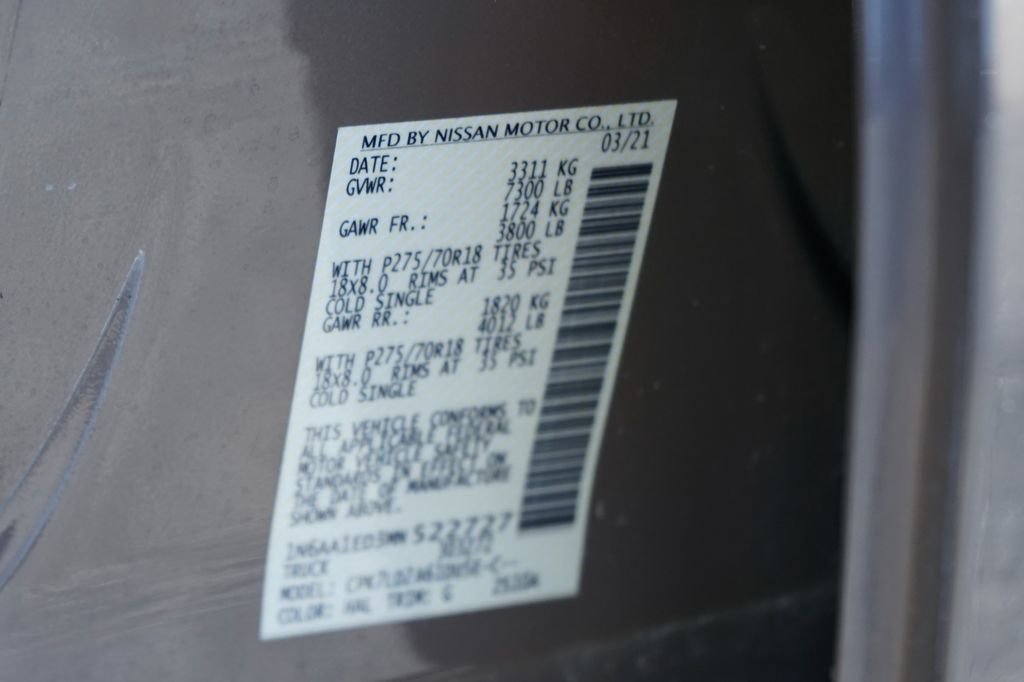 MFD BY NISSAN MOTOR CO., LTD.
DATE: 03/21
GVWR: 3311 KG
7300 LB
GAWR FR.: 1724 KG
3800 LB
WITH P275/70R18 TIRES
18X8.0 RIMS AT 35 PSI
COLD SINGLE
GAWR RR.: 1820 KG
4012 LB
WITH P275/70R18 TIRES
18X8.0 RIMS AT 35 PSI
COLD SINGLE
THIS VEHICLE CONFORMS TO
ALL APPLICABLE FEDERAL
MOTOR VEHICLE SAFETY
STANDARDS IN EFFECT ON
THE DATE OF MANUFACTURE
SHOWN ABOVE.
1N6AA1ED3MN522727
TRUCK
MODEL:
COLOR: HAL TRIM: G